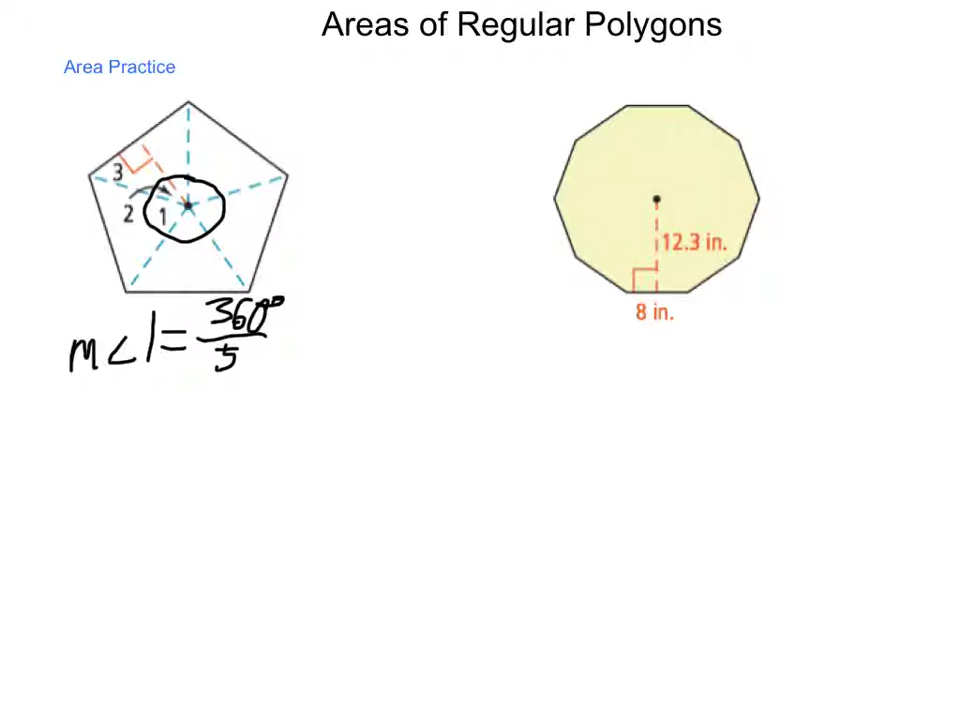 Areas of Regular Polygons
Area Practice
3
2
1
m<1 = 360°/5
12.3 in.
8 in.